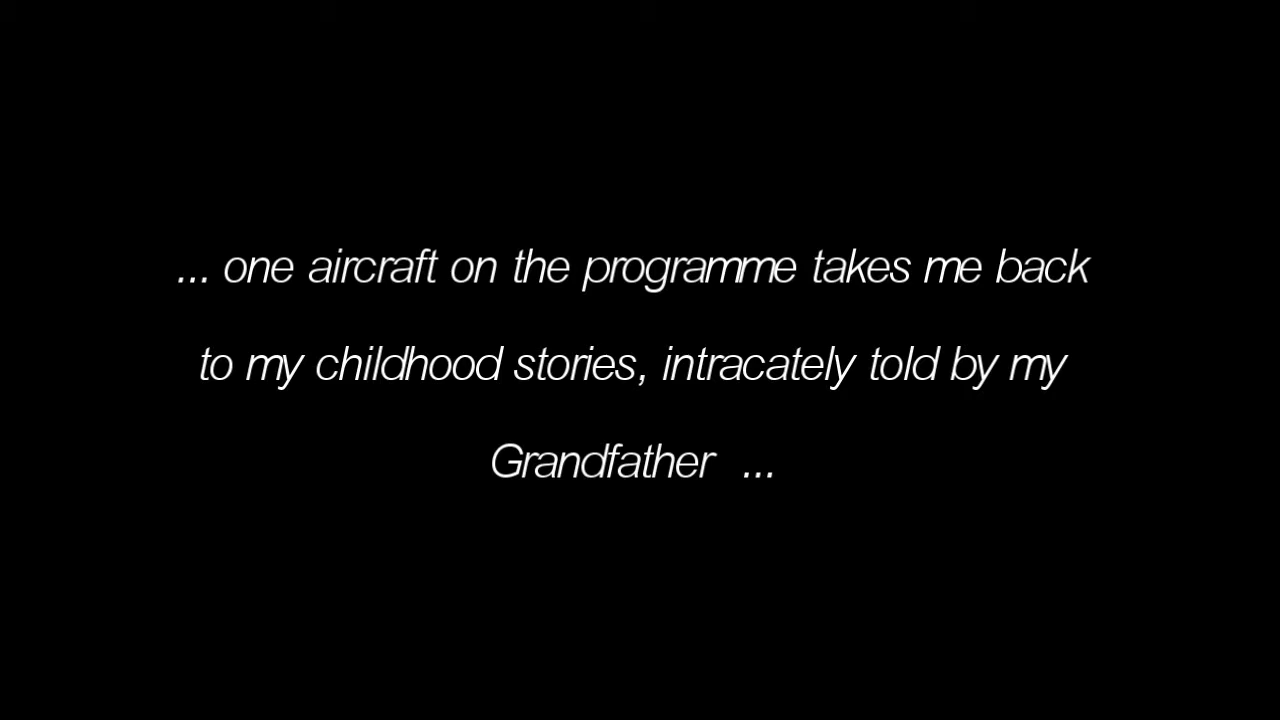 ... one aircraft on the programme takes me back
to my childhood stories, intracately told by my
Grandfather ...